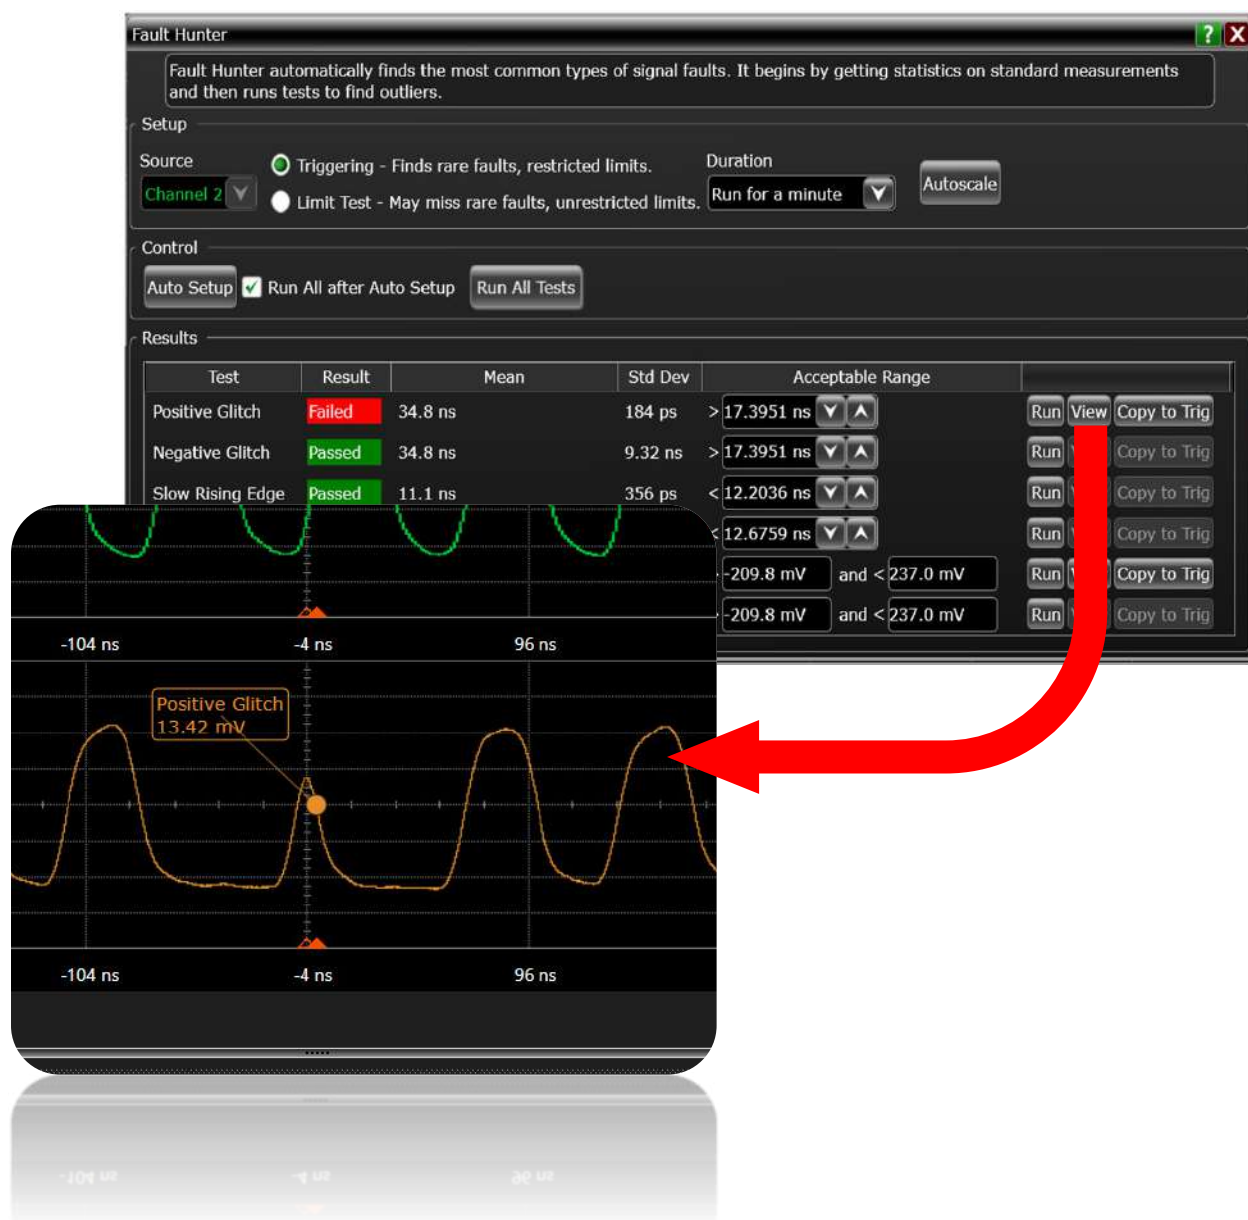 Fault Hunter
? X
Fault Hunter automatically finds the most common types of signal faults. It begins by getting statistics on standard measurements
and then runs tests to find outliers.
Setup
Source
Triggering - Finds rare faults, restricted limits.
Duration
Channel 2
Limit Test - May miss rare faults, unrestricted limits.
Run for a minute
Autoscale
Control
Auto Setup Run All after Auto Setup Run All Tests
Results
Test Result Mean Std Dev Acceptable Range
Positive Glitch Failed 34.8 ns 184 ps > 17.3951 ns Run View Copy to Trig
Negative Glitch Passed 34.8 ns 9.32 ns > 17.3951 ns Run Copy to Trig
Slow Rising Edge Passed 11.1 ns 356 ps < 12.2036 ns Run Copy to Trig
< 12.6759 ns Run Copy to Trig
-209.8 mV and < 237.0 mV Run Copy to Trig
-209.8 mV and < 237.0 mV Run Copy to Trig
-104 ns -4 ns 96 ns
Positive Glitch
13.42 mV
-104 ns -4 ns 96 ns